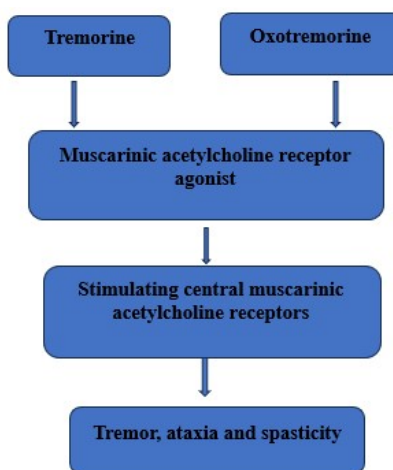 Tremorine
Oxotremorine
Muscarinic acetylcholine receptor
agonist
Stimulating central muscarinic
acetylcholine receptors
Tremor, ataxia and spasticity